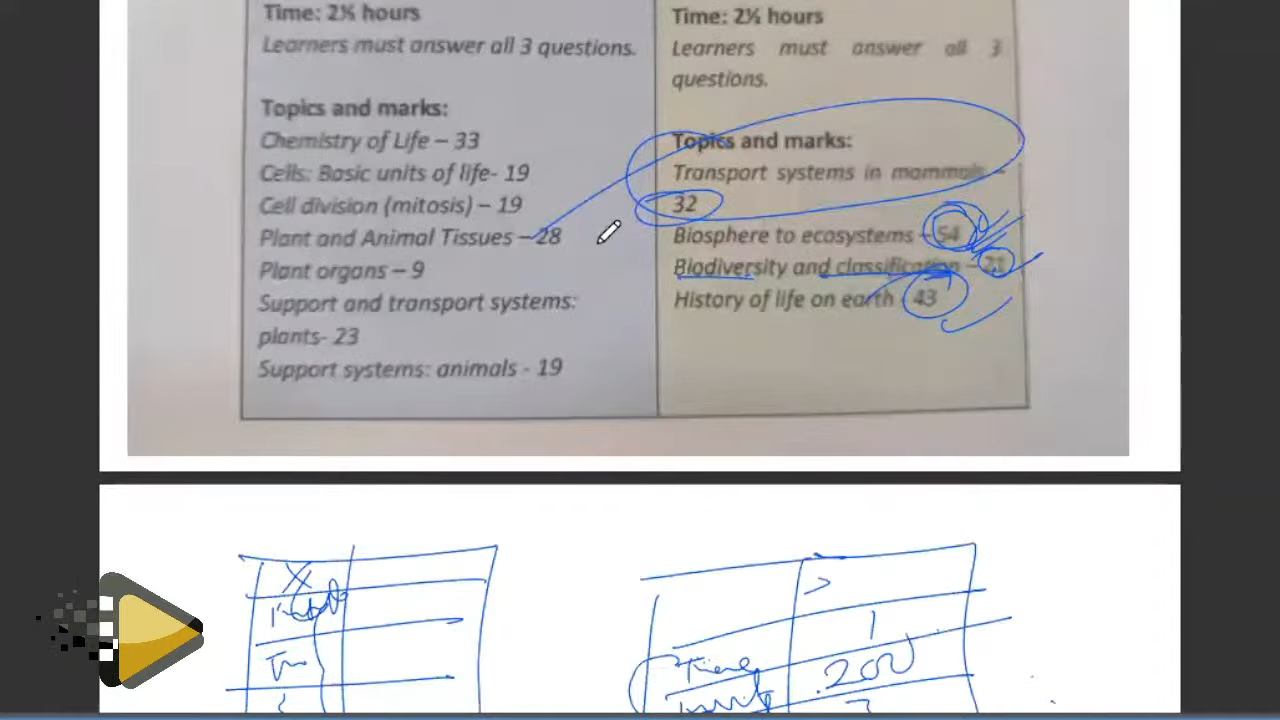 Time: 2½ hours
Learners must answer all 3 questions.
Topics and marks:
Chemistry of Life – 33
Cells: Basic units of life- 19
Cell division (mitosis) – 19
Plant and Animal Tissues – 28
Plant organs – 9
Support and transport systems:
plants- 23
Support systems: animals - 19
Time: 2½ hours
Learners must answer all 3
questions.
Topics and marks:
Transport systems in mammals –
32
Biosphere to ecosystems – 54
Biodiversity and classification – 21
History of life on earth - 43
X
1
Time
200